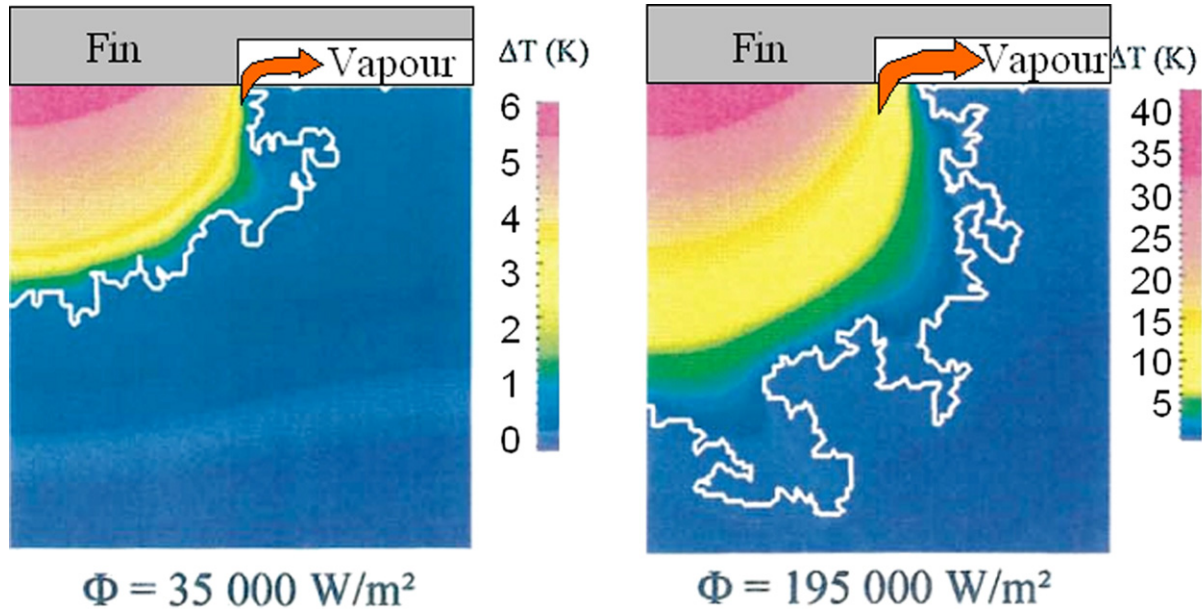 Fin
Vapour
ΔT (K)
6
5
4
3
2
1
0
Φ = 35 000 W/m²
Fin
Vapour
ΔT (K)
40
35
30
25
20
15
10
5
Φ = 195 000 W/m²